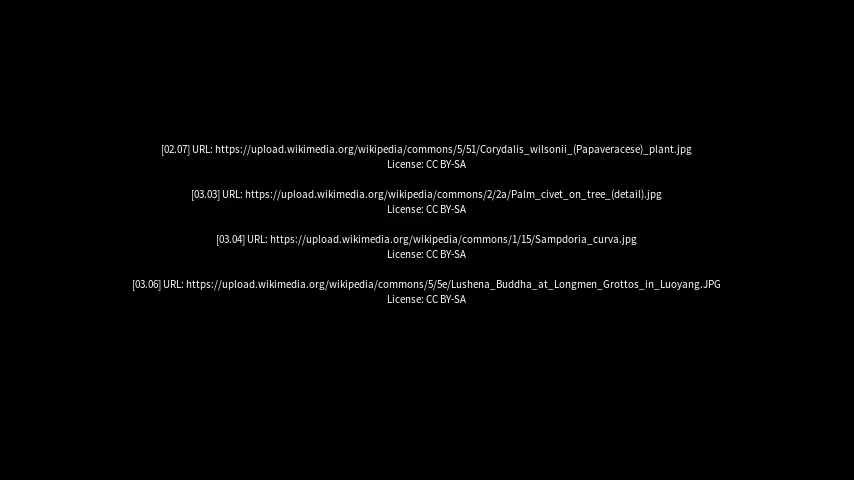 [02.07] URL: https://upload.wikimedia.org/wikipedia/commons/5/51/Corydalis_wilsonii_(Papaveracese)_plant.jpg
License: CC BY-SA
[03.03] URL: https://upload.wikimedia.org/wikipedia/commons/2/2a/Palm_civet_on_tree_(detail).jpg
License: CC BY-SA
[03.04] URL: https://upload.wikimedia.org/wikipedia/commons/1/15/Sampdoria_curva.jpg
License: CC BY-SA
[03.06] URL: https://upload.wikimedia.org/wikipedia/commons/5/5e/Lushena_Buddha_at_Longmen_Grottos_in_Luoyang.JPG
License: CC BY-SA